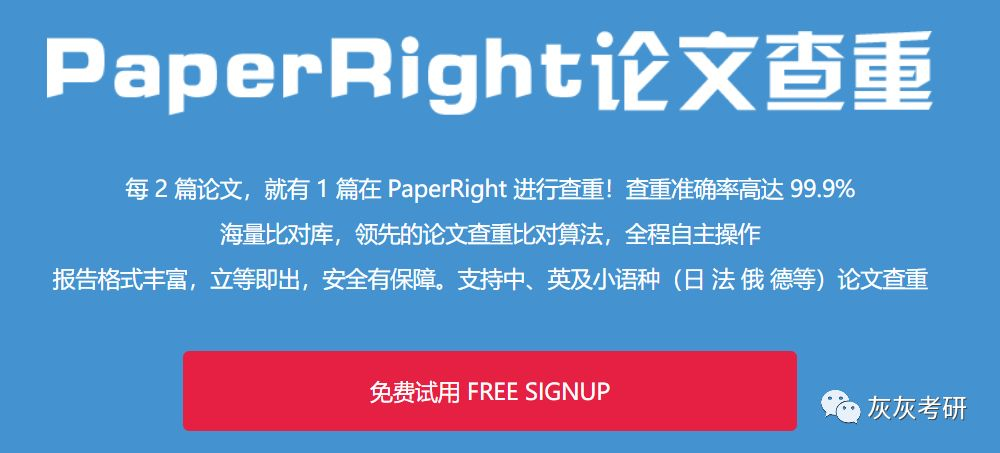 PaperRight论文查重
每 2 篇论文，就有 1 篇在 PaperRight 进行查重！查重准确率高达 99.9%
海量比对库，领先的论文查重比对算法，全程自主操作
报告格式丰富，立等即出，安全有保障。支持中、英及小语种（日 法 俄 德等）论文查重
免费试用 FREE SIGNUP
灰灰考研